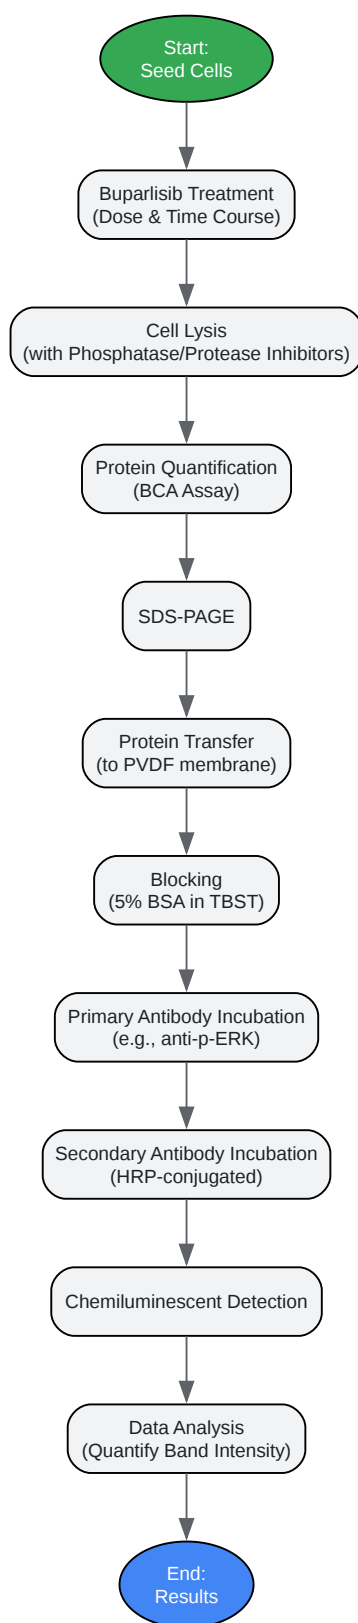 Start:
Seed Cells
Buparlisib Treatment
(Dose & Time Course)
Cell Lysis
(with Phosphatase/Protease Inhibitors)
Protein Quantification
(BCA Assay)
SDS-PAGE
Protein Transfer
(to PVDF membrane)
Blocking
(5% BSA in TBST)
Primary Antibody Incubation
(e.g., anti-p-ERK)
Secondary Antibody Incubation
(HRP-conjugated)
Chemiluminescent Detection
Data Analysis
(Quantify Band Intensity)
End:
Results